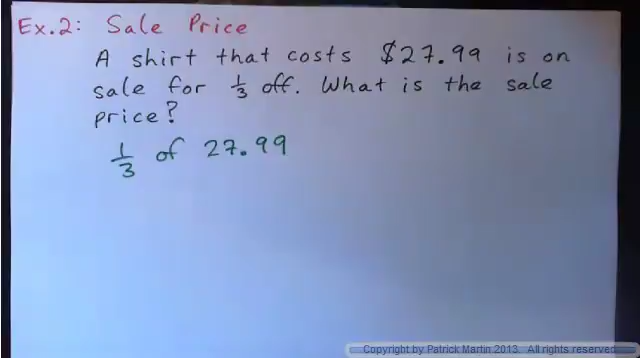 Ex.2: Sale Price
A shirt that costs $27.99 is on
sale for 1/3 off. What is the sale
price?
1/3 of 27.99
Copyright by Patrick Martin 2013. All rights reserved